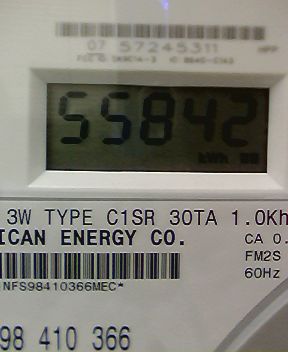 07 57245311
55842
kWh
3W TYPE C1SR 30TA 1.0Kh
ICAN ENERGY CO. CA 0.
FM2S
60Hz
NFS98410366MEC*
98 410 366